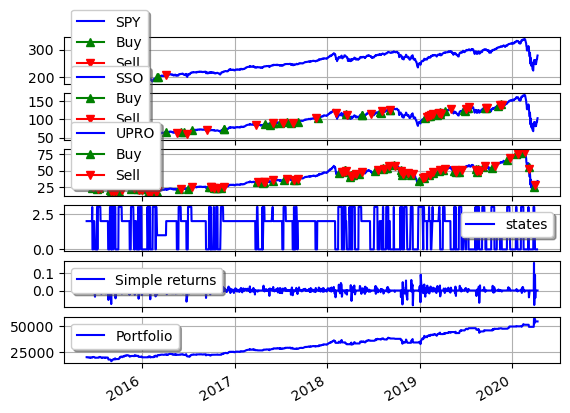 SPY
Buy
Sell
300
200
SSO
Buy
Sell
150
100
50
UPRO
Buy
Sell
75
50
25
states
2.5
0.0
Simple returns
0.1
0.0
Portfolio
50000
25000
2016
2017
2018
2019
2020